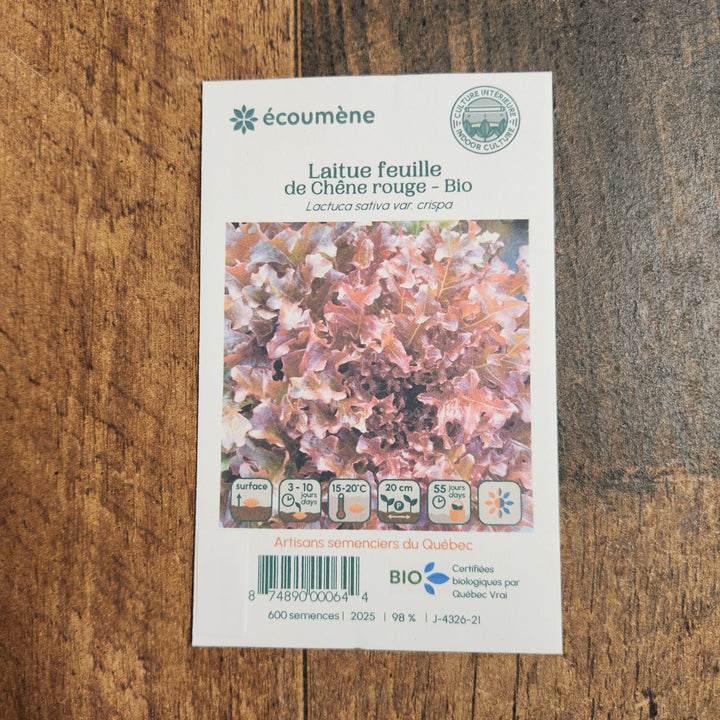 écoumène
CULTURE INTÉRIEURE
INDOOR CULTURE
Laitue feuille
de Chêne rouge - Bio
Lactuca sativa var. crispa
surface
3 - 10
jours
days
15-20°C
20 cm
P
55 jours
days
Artisans semenciers du Québec
8 74890 00064 4
BIO
Certifiées
biologiques par
Québec Vrai
600 semences | 2025 | 98 % | J-4326-21